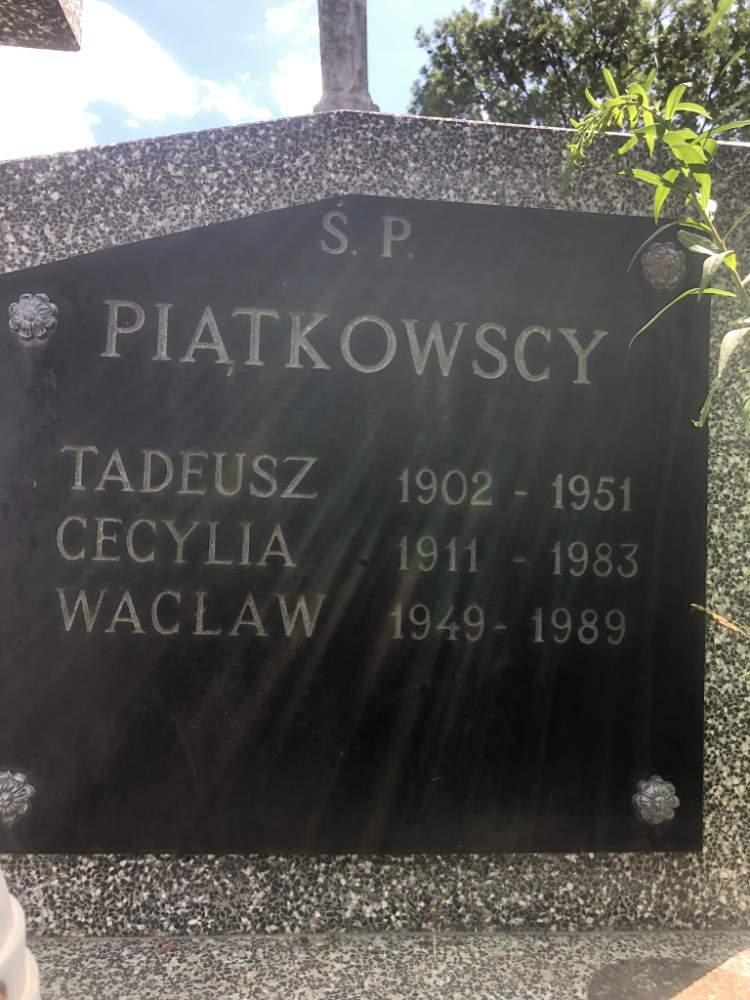 Ś. P.
PIĄTKOWSCY
TADEUSZ 1902 - 1951
CECYLIA 1911 - 1983
WACŁAW 1949 - 1989